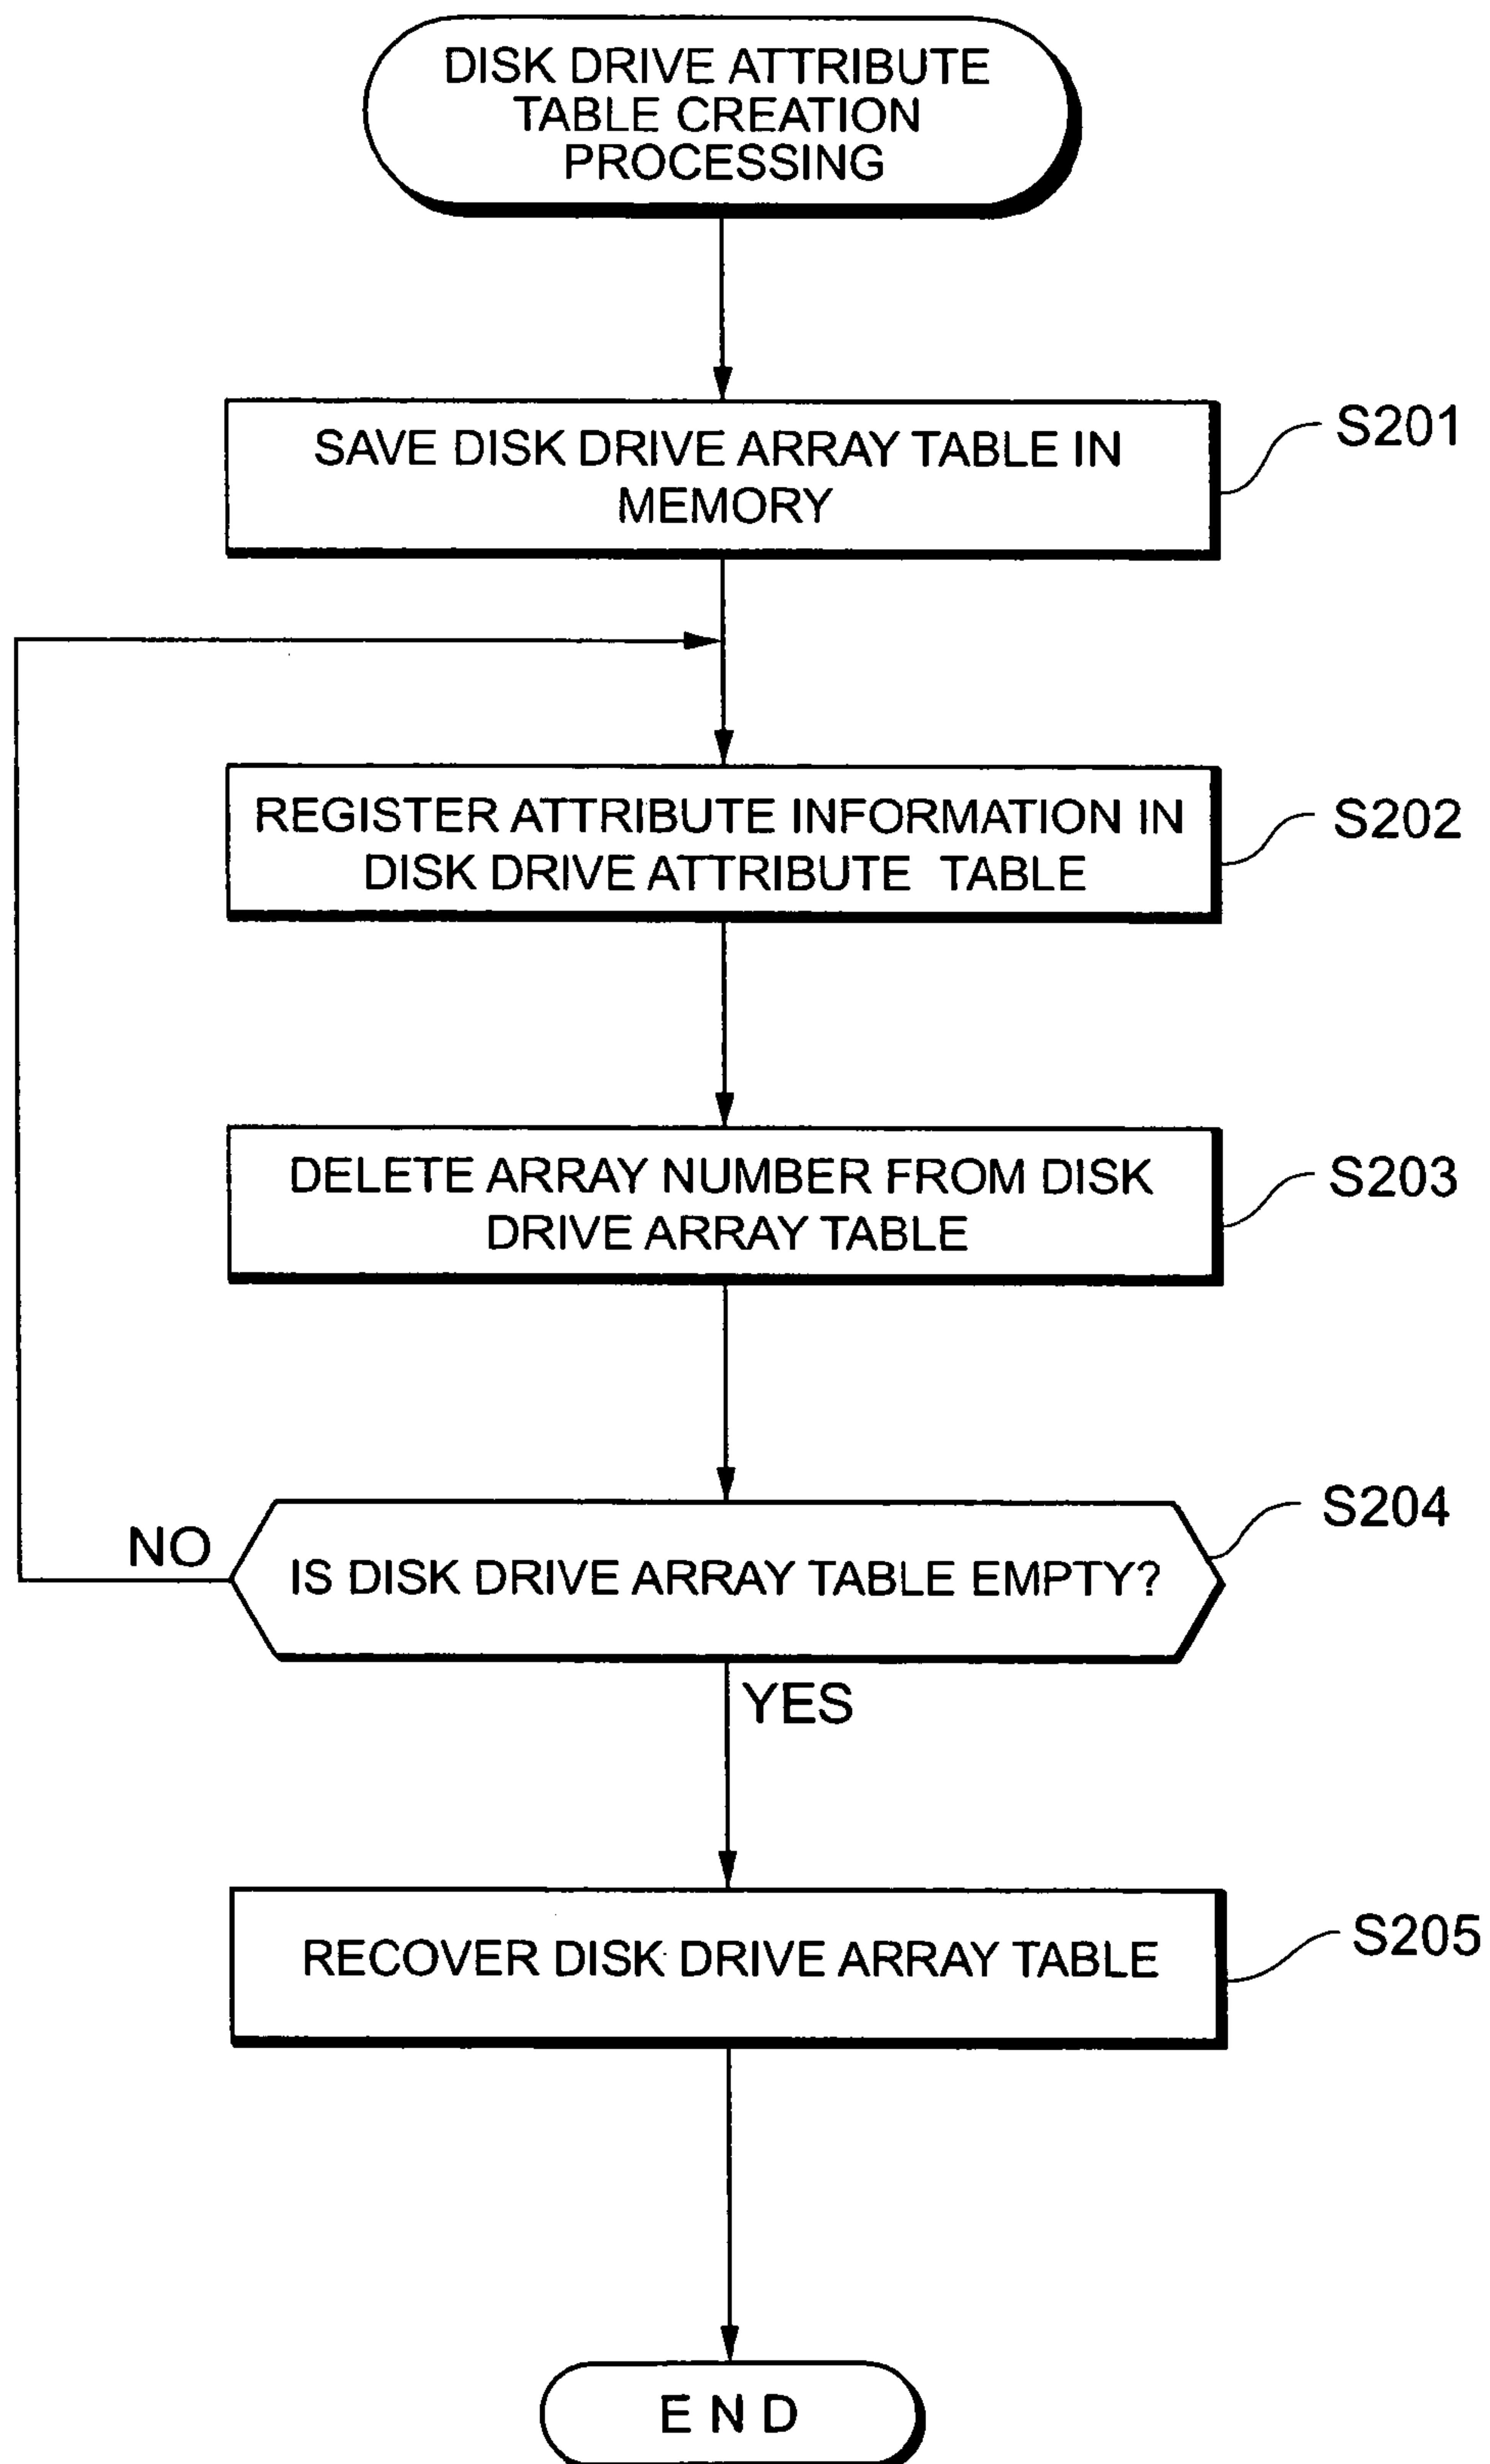 DISK DRIVE ATTRIBUTE
TABLE CREATION
PROCESSING
SAVE DISK DRIVE ARRAY TABLE IN
MEMORY
S201
REGISTER ATTRIBUTE INFORMATION IN
DISK DRIVE ATTRIBUTE TABLE
S202
DELETE ARRAY NUMBER FROM DISK
DRIVE ARRAY TABLE
S203
IS DISK DRIVE ARRAY TABLE EMPTY?
S204
NO
YES
RECOVER DISK DRIVE ARRAY TABLE
S205
END